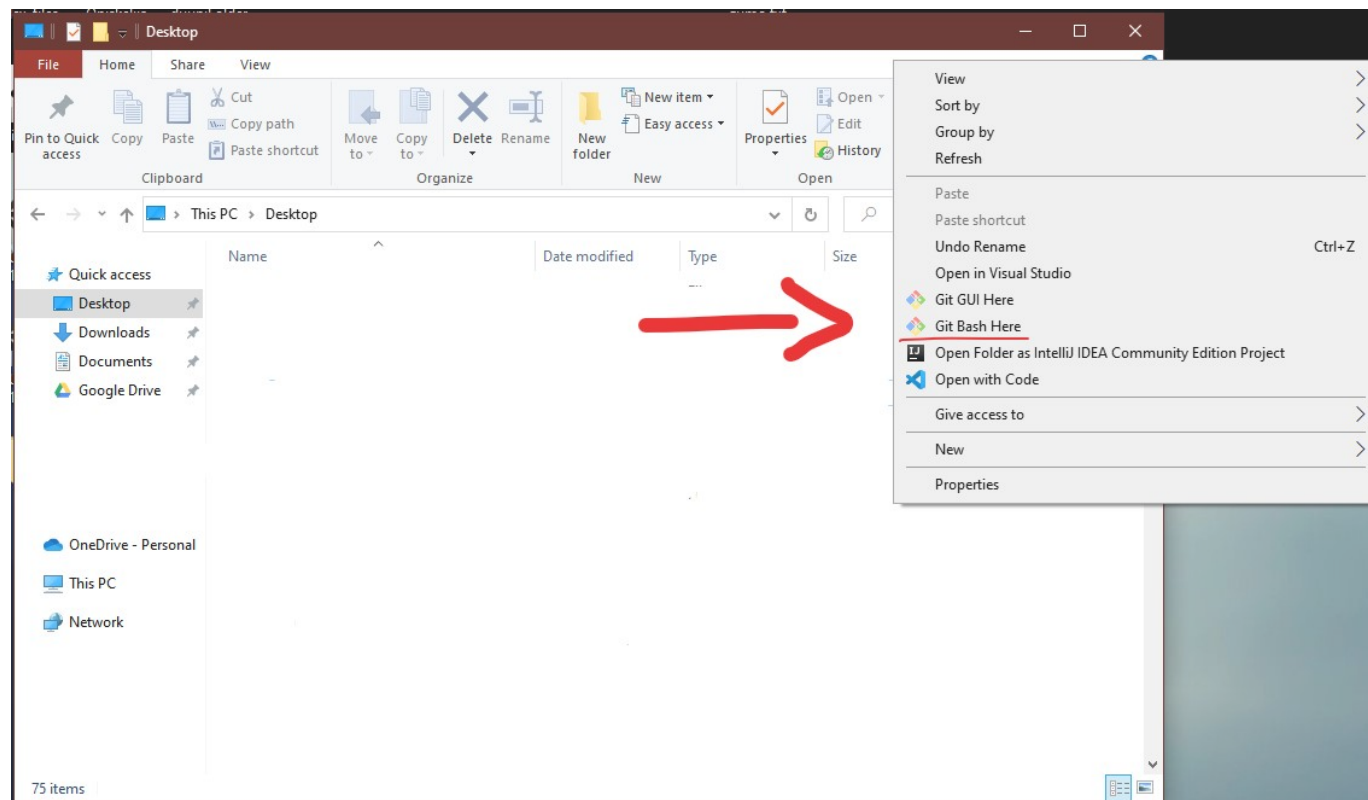 Desktop
File Home Share View
Pin to Quick access
Copy
Paste
Cut
Copy path
Paste shortcut
Clipboard
Move to
Copy to
Delete
Rename
Organize
New folder
New item
Easy access
New
Properties
Open
Edit
History
Open
This PC > Desktop
Name Date modified Type Size
Quick access
Desktop
Downloads
Documents
Google Drive
OneDrive - Personal
This PC
Network
75 items
View
Sort by
Group by
Refresh
Paste
Paste shortcut
Undo Rename Ctrl+Z
Open in Visual Studio
Git GUI Here
Git Bash Here
IJ Open Folder as IntelliJ IDEA Community Edition Project
Open with Code
Give access to
New
Properties